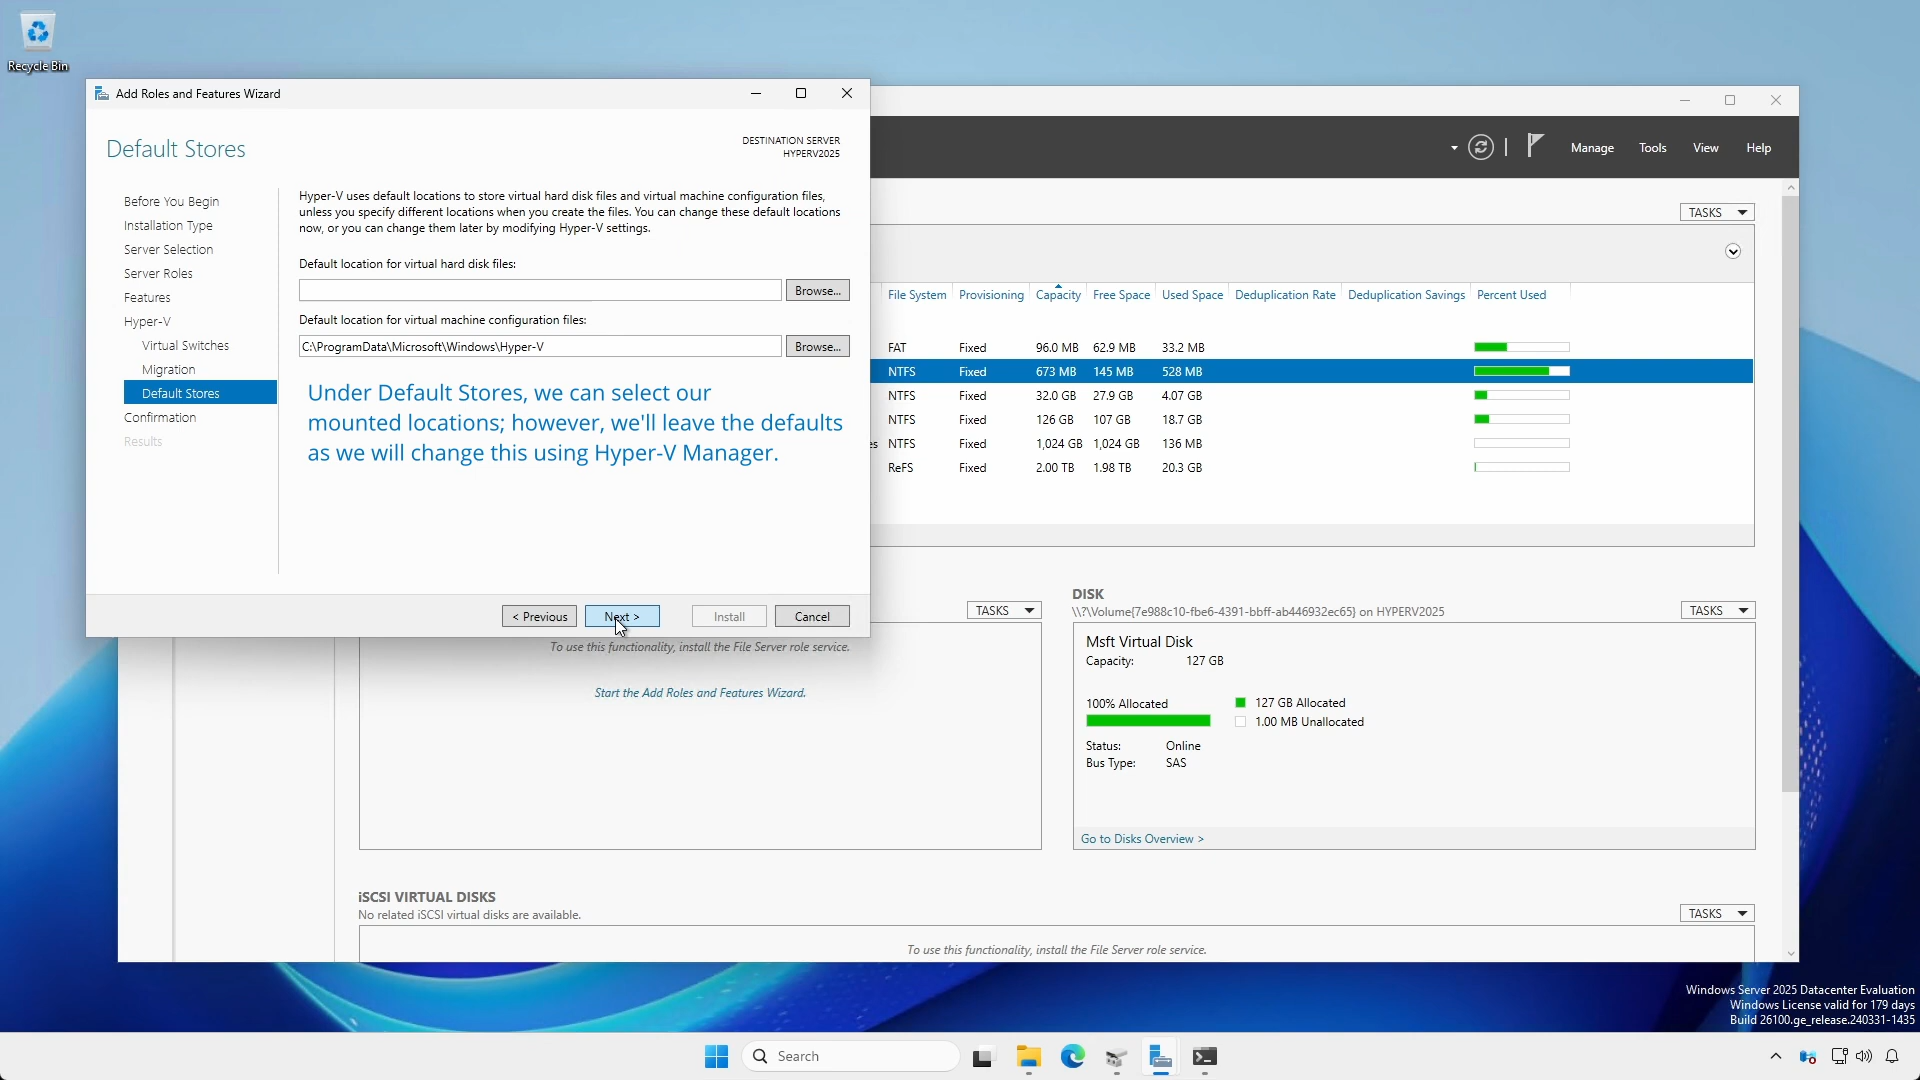 Recycle Bin
Add Roles and Features Wizard
Default Stores
DESTINATION SERVER
HYPERV2025
Before You Begin
Installation Type
Server Selection
Server Roles
Features
Hyper-V
Virtual Switches
Migration
Default Stores
Confirmation
Results
Hyper-V uses default locations to store virtual hard disk files and virtual machine configuration files,
unless you specify different locations when you create the files. You can change these default locations
now, or you can change them later by modifying Hyper-V settings.
Default location for virtual hard disk files:
Browse...
Default location for virtual machine configuration files:
C:\ProgramData\Microsoft\Windows\Hyper-V
Browse...
Under Default Stores, we can select our
mounted locations; however, we'll leave the defaults
as we will change this using Hyper-V Manager.
< Previous
Next >
Install
Cancel
Manage
Tools
View
Help
TASKS
File System Provisioning Capacity Free Space Used Space Deduplication Rate Deduplication Savings Percent Used
FAT Fixed 96.0 MB 62.9 MB 33.2 MB
NTFS Fixed 673 MB 145 MB 528 MB
NTFS Fixed 32.0 GB 27.9 GB 4.07 GB
NTFS Fixed 126 GB 107 GB 18.7 GB
NTFS Fixed 1,024 GB 1,024 GB 136 MB
ReFS Fixed 2.00 TB 1.98 TB 20.3 GB
TASKS
To use this functionality, install the File Server role service.
Start the Add Roles and Features Wizard.
DISK
\\?\Volume{7e988c10-fbe6-4391-bbff-ab446932ec65} on HYPERV2025
TASKS
Msft Virtual Disk
Capacity: 127 GB
100% Allocated
127 GB Allocated
1.00 MB Unallocated
Status: Online
Bus Type: SAS
Go to Disks Overview >
iSCSI VIRTUAL DISKS
No related iSCSI virtual disks are available.
TASKS
To use this functionality, install the File Server role service.
Windows Server 2025 Datacenter Evaluation
Windows License valid for 179 days
Build 26100.ge_release.240331-1435
Search